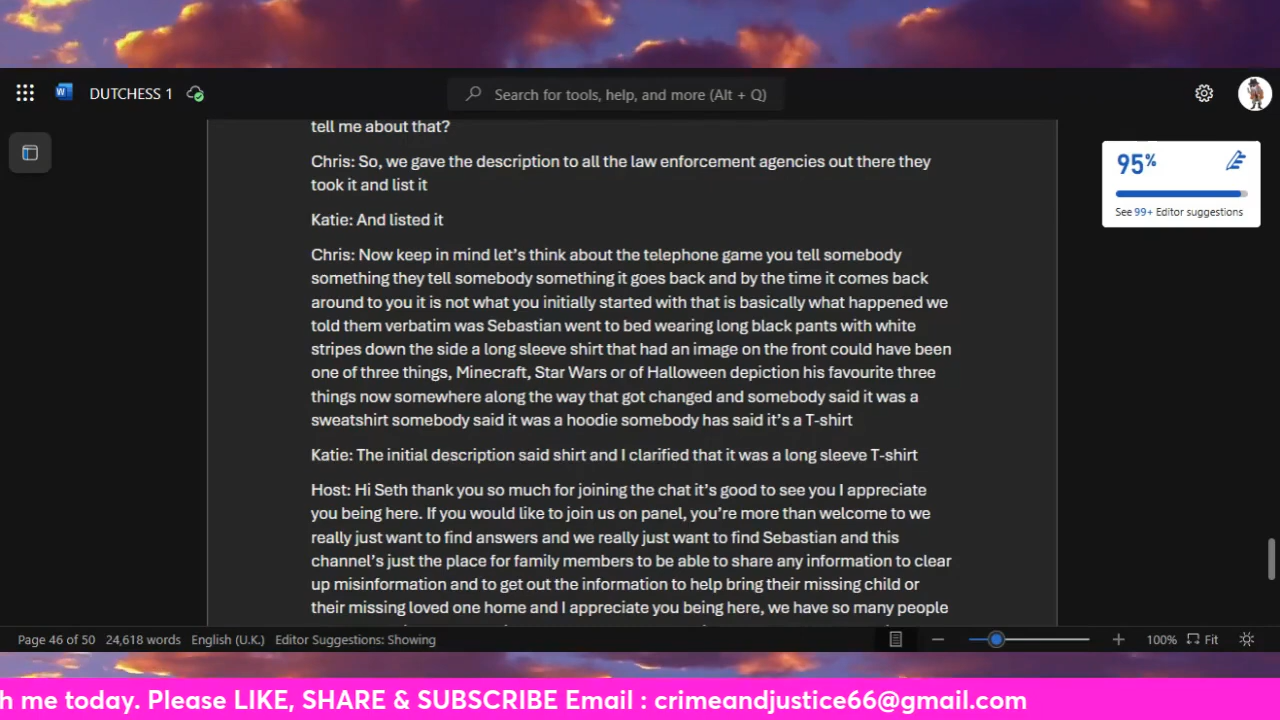 DUTCHESS 1
Search for tools, help, and more (Alt + Q)
tell me about that?
Chris: So, we gave the description to all the law enforcement agencies out there they
took it and list it
Katie: And listed it
Chris: Now keep in mind let’s think about the telephone game you tell somebody
something they tell somebody something it goes back and by the time it comes back
around to you it is not what you initially started with that is basically what happened we
told them verbatim was Sebastian went to bed wearing long black pants with white
stripes down the side a long sleeve shirt that had an image on the front could have been
one of three things, Minecraft, Star Wars or of Halloween depiction his favourite three
things now somewhere along the way that got changed and somebody said it was a
sweatshirt somebody said it was a hoodie somebody has said it’s a T-shirt
Katie: The initial description said shirt and I clarified that it was a long sleeve T-shirt
Host: Hi Seth thank you so much for joining the chat it’s good to see you I appreciate
you being here. If you would like to join us on panel, you’re more than welcome to we
really just want to find answers and we really just want to find Sebastian and this
channel’s just the place for family members to be able to share any information to clear
up misinformation and to get out the information to help bring their missing child or
their missing loved one home and I appreciate you being here, we have so many people
95%
See 99+ Editor suggestions
Page 46 of 50 24,618 words English (U.K.) Editor Suggestions: Showing
100% Fit
h me today. Please LIKE, SHARE & SUBSCRIBE Email : crimeandjustice66@gmail.com